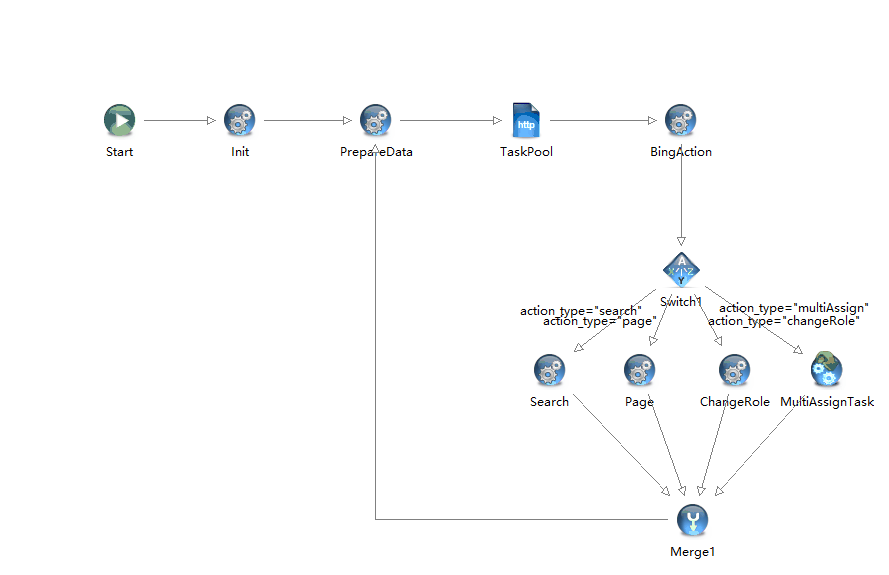 Start
Init
PrepareData
http
TaskPool
BingAction
A
X Z
Y
Switch1
action_type="search"
action_type="page"
action_type="multiAssign"
action_type="changeRole"
Search
Page
ChangeRole
MultiAssignTask
Merge1